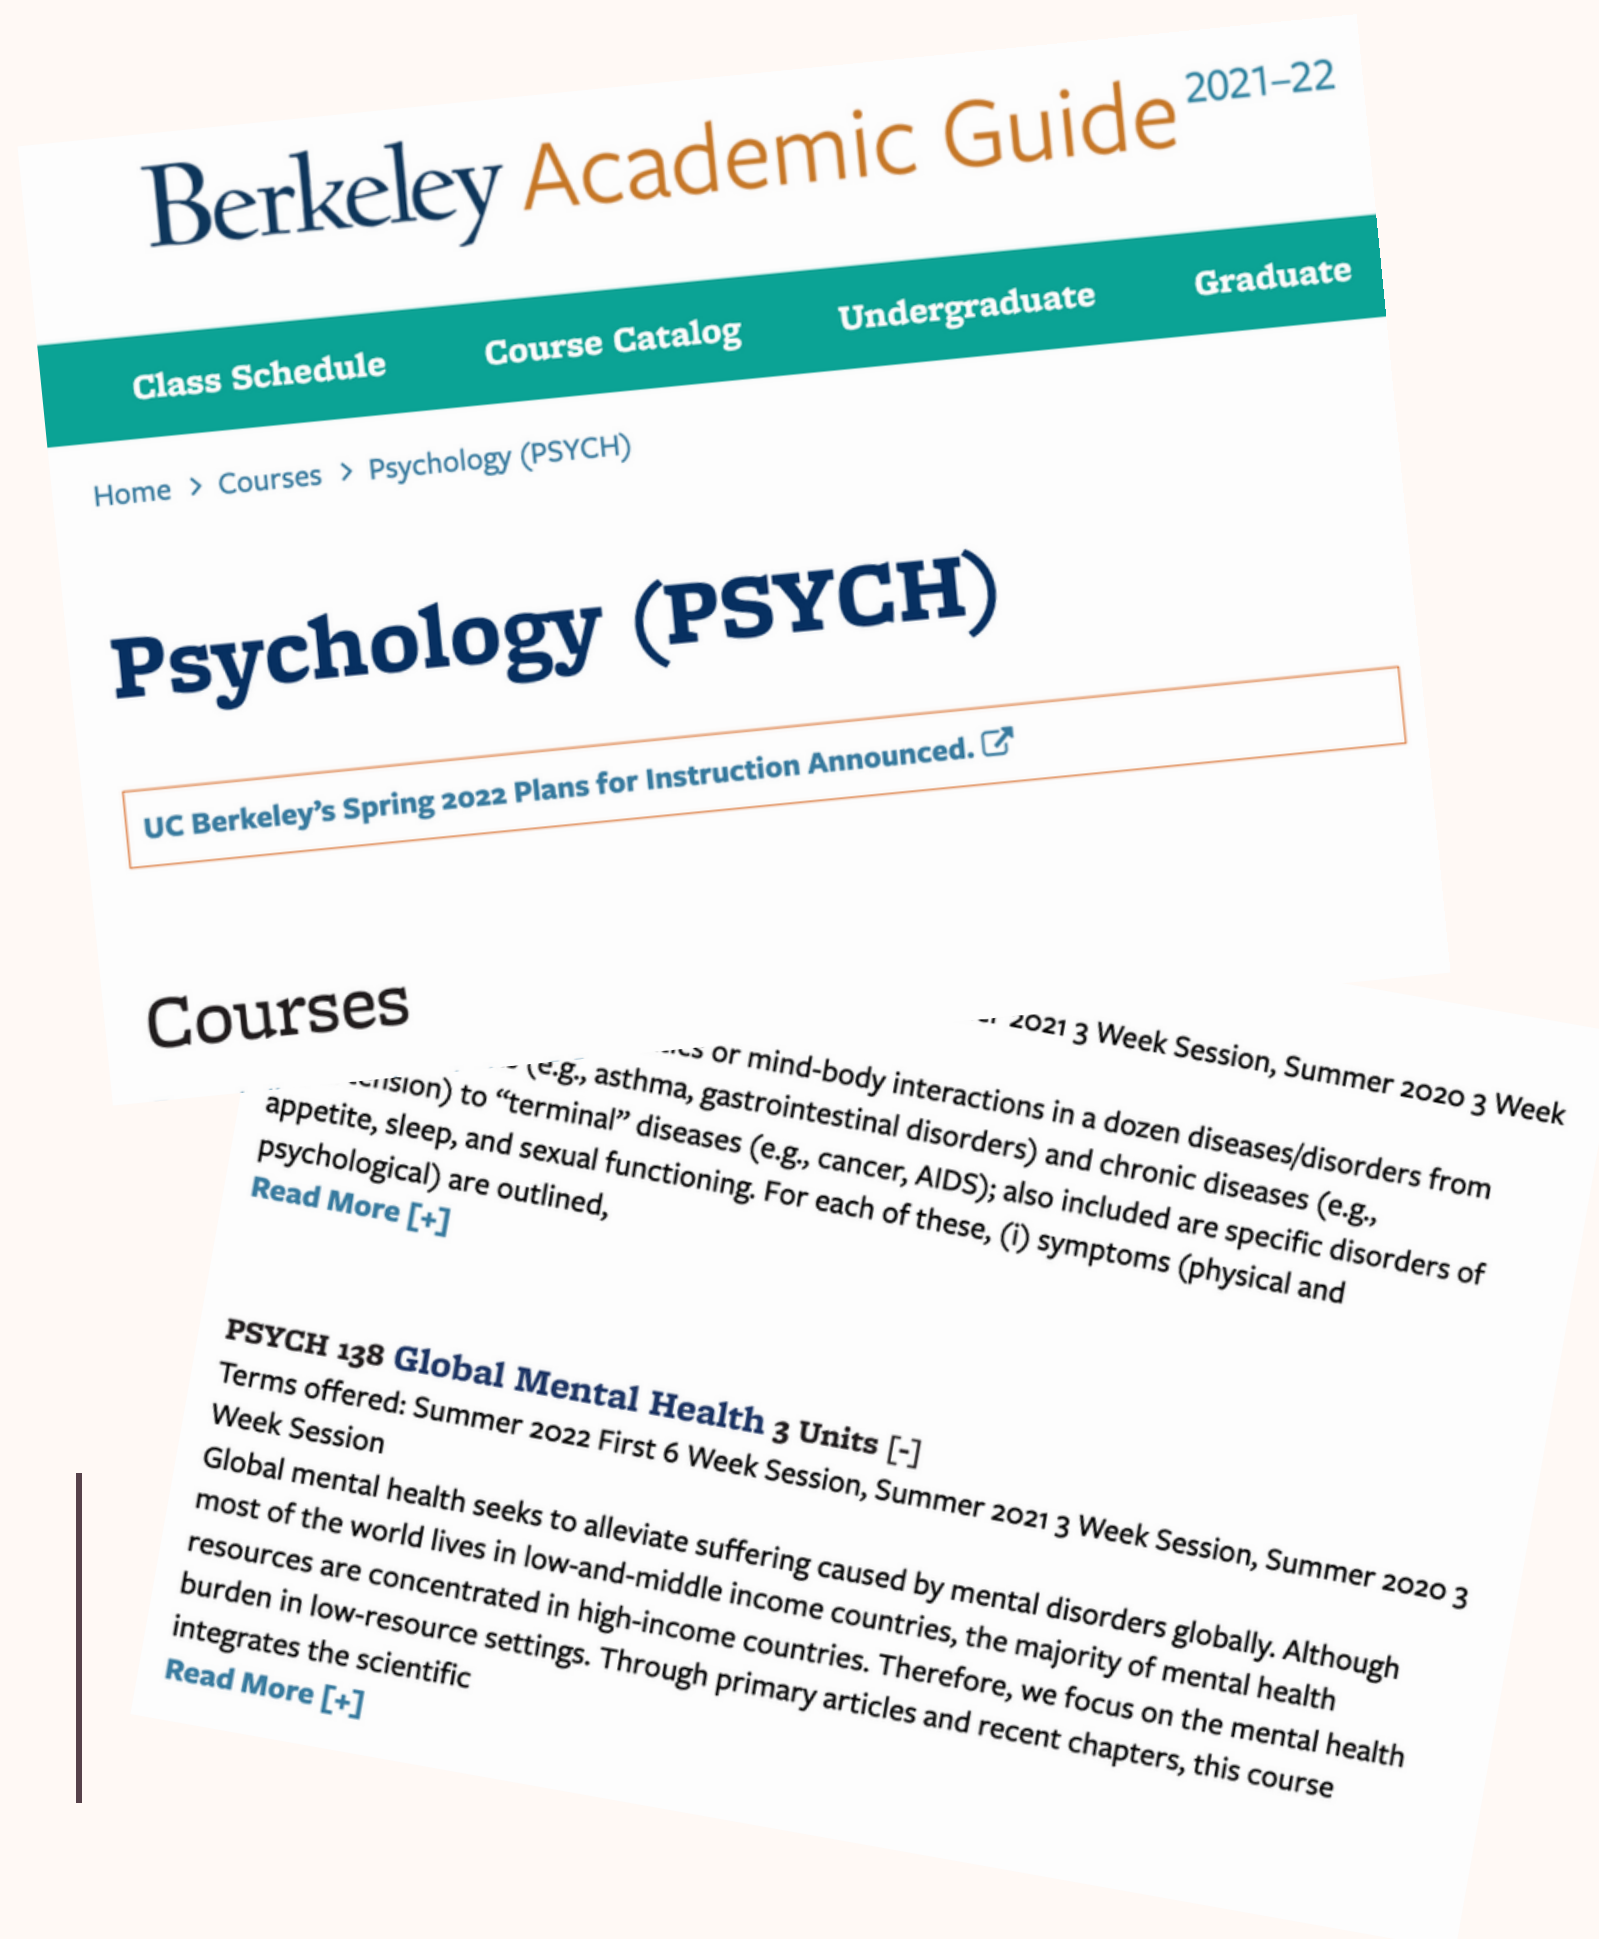 Berkeley Academic Guide 2021–22
Class Schedule Course Catalog Undergraduate Graduate
Home > Courses > Psychology (PSYCH)
Psychology (PSYCH)
UC Berkeley’s Spring 2022 Plans for Instruction Announced.
Courses
2021 3 Week Session, Summer 2020 3 Week
or mind-body interactions in a dozen diseases/disorders from
(e.g., asthma, gastrointestinal disorders) and chronic diseases (e.g.,
to “terminal” diseases (e.g., cancer, AIDS); also included are specific disorders of
appetite, sleep, and sexual functioning. For each of these, (i) symptoms (physical and
psychological) are outlined,
Read More [+]
PSYCH 138 Global Mental Health 3 Units [-]
Terms offered: Summer 2022 First 6 Week Session, Summer 2021 3 Week Session, Summer 2020 3
Week Session
Global mental health seeks to alleviate suffering caused by mental disorders globally. Although
most of the world lives in low-and-middle income countries, the majority of mental health
resources are concentrated in high-income countries. Therefore, we focus on the mental health
burden in low-resource settings. Through primary articles and recent chapters, this course
integrates the scientific
Read More [+]